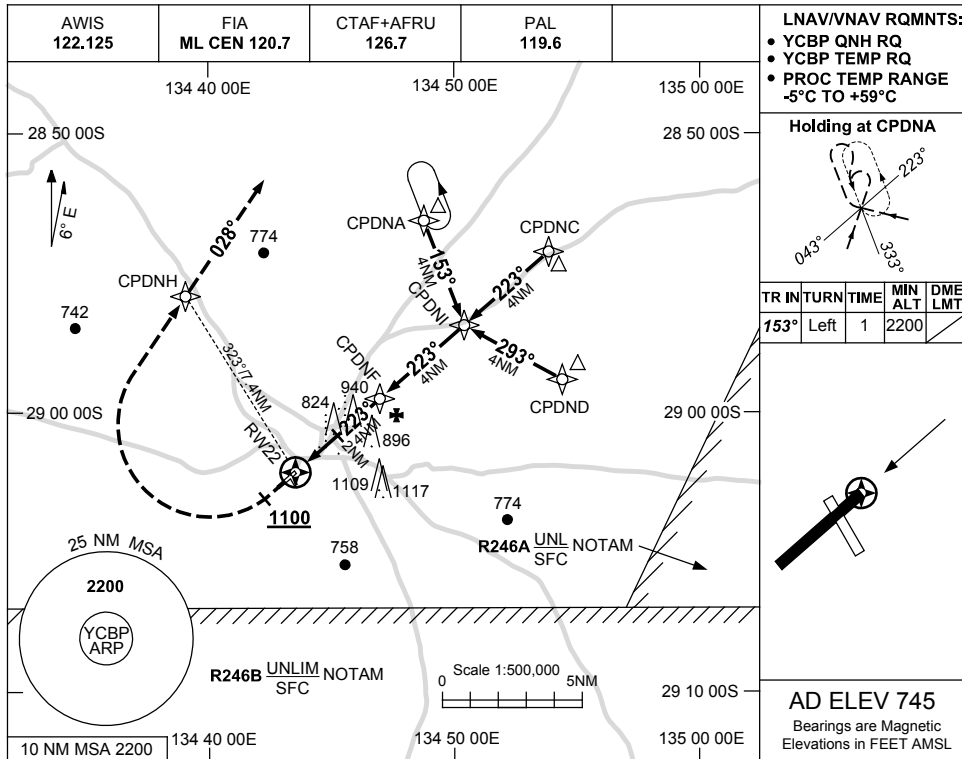 AWIS
122.125
FIA
ML CEN 120.7
CTAF+AFRU
126.7
PAL
119.6
LNAV/VNAV RQMNTS:
• YCBP QNH RQ
• YCBP TEMP RQ
• PROC TEMP RANGE
-5°C TO +59°C
134 40 00E
134 50 00E
135 00 00E
28 50 00S
28 50 00S
Holding at CPDNA
223°
043°
333°
TR IN TURN TIME MIN ALT DME LMT
153° Left 1 2200
6° E
CPDNA
CPDNC
028°
774
153°
4NM
223°
4NM
CPDNH
CPDNI
742
293°
4NM
223°
4NM
CPDNF
CPDND
323°/7.4NM
940
824
29 00 00S
29 00 00S
223°
4NM
2NM
896
RW22
1109
1117
1100
774
25 NM MSA
2200
YCBP
ARP
758
R246A UNL
SFC NOTAM
R246B UNLIM
SFC NOTAM
Scale 1:500,000
0 5NM
29 10 00S
10 NM MSA 2200
134 40 00E
134 50 00E
135 00 00E
AD ELEV 745
Bearings are Magnetic
Elevations in FEET AMSL